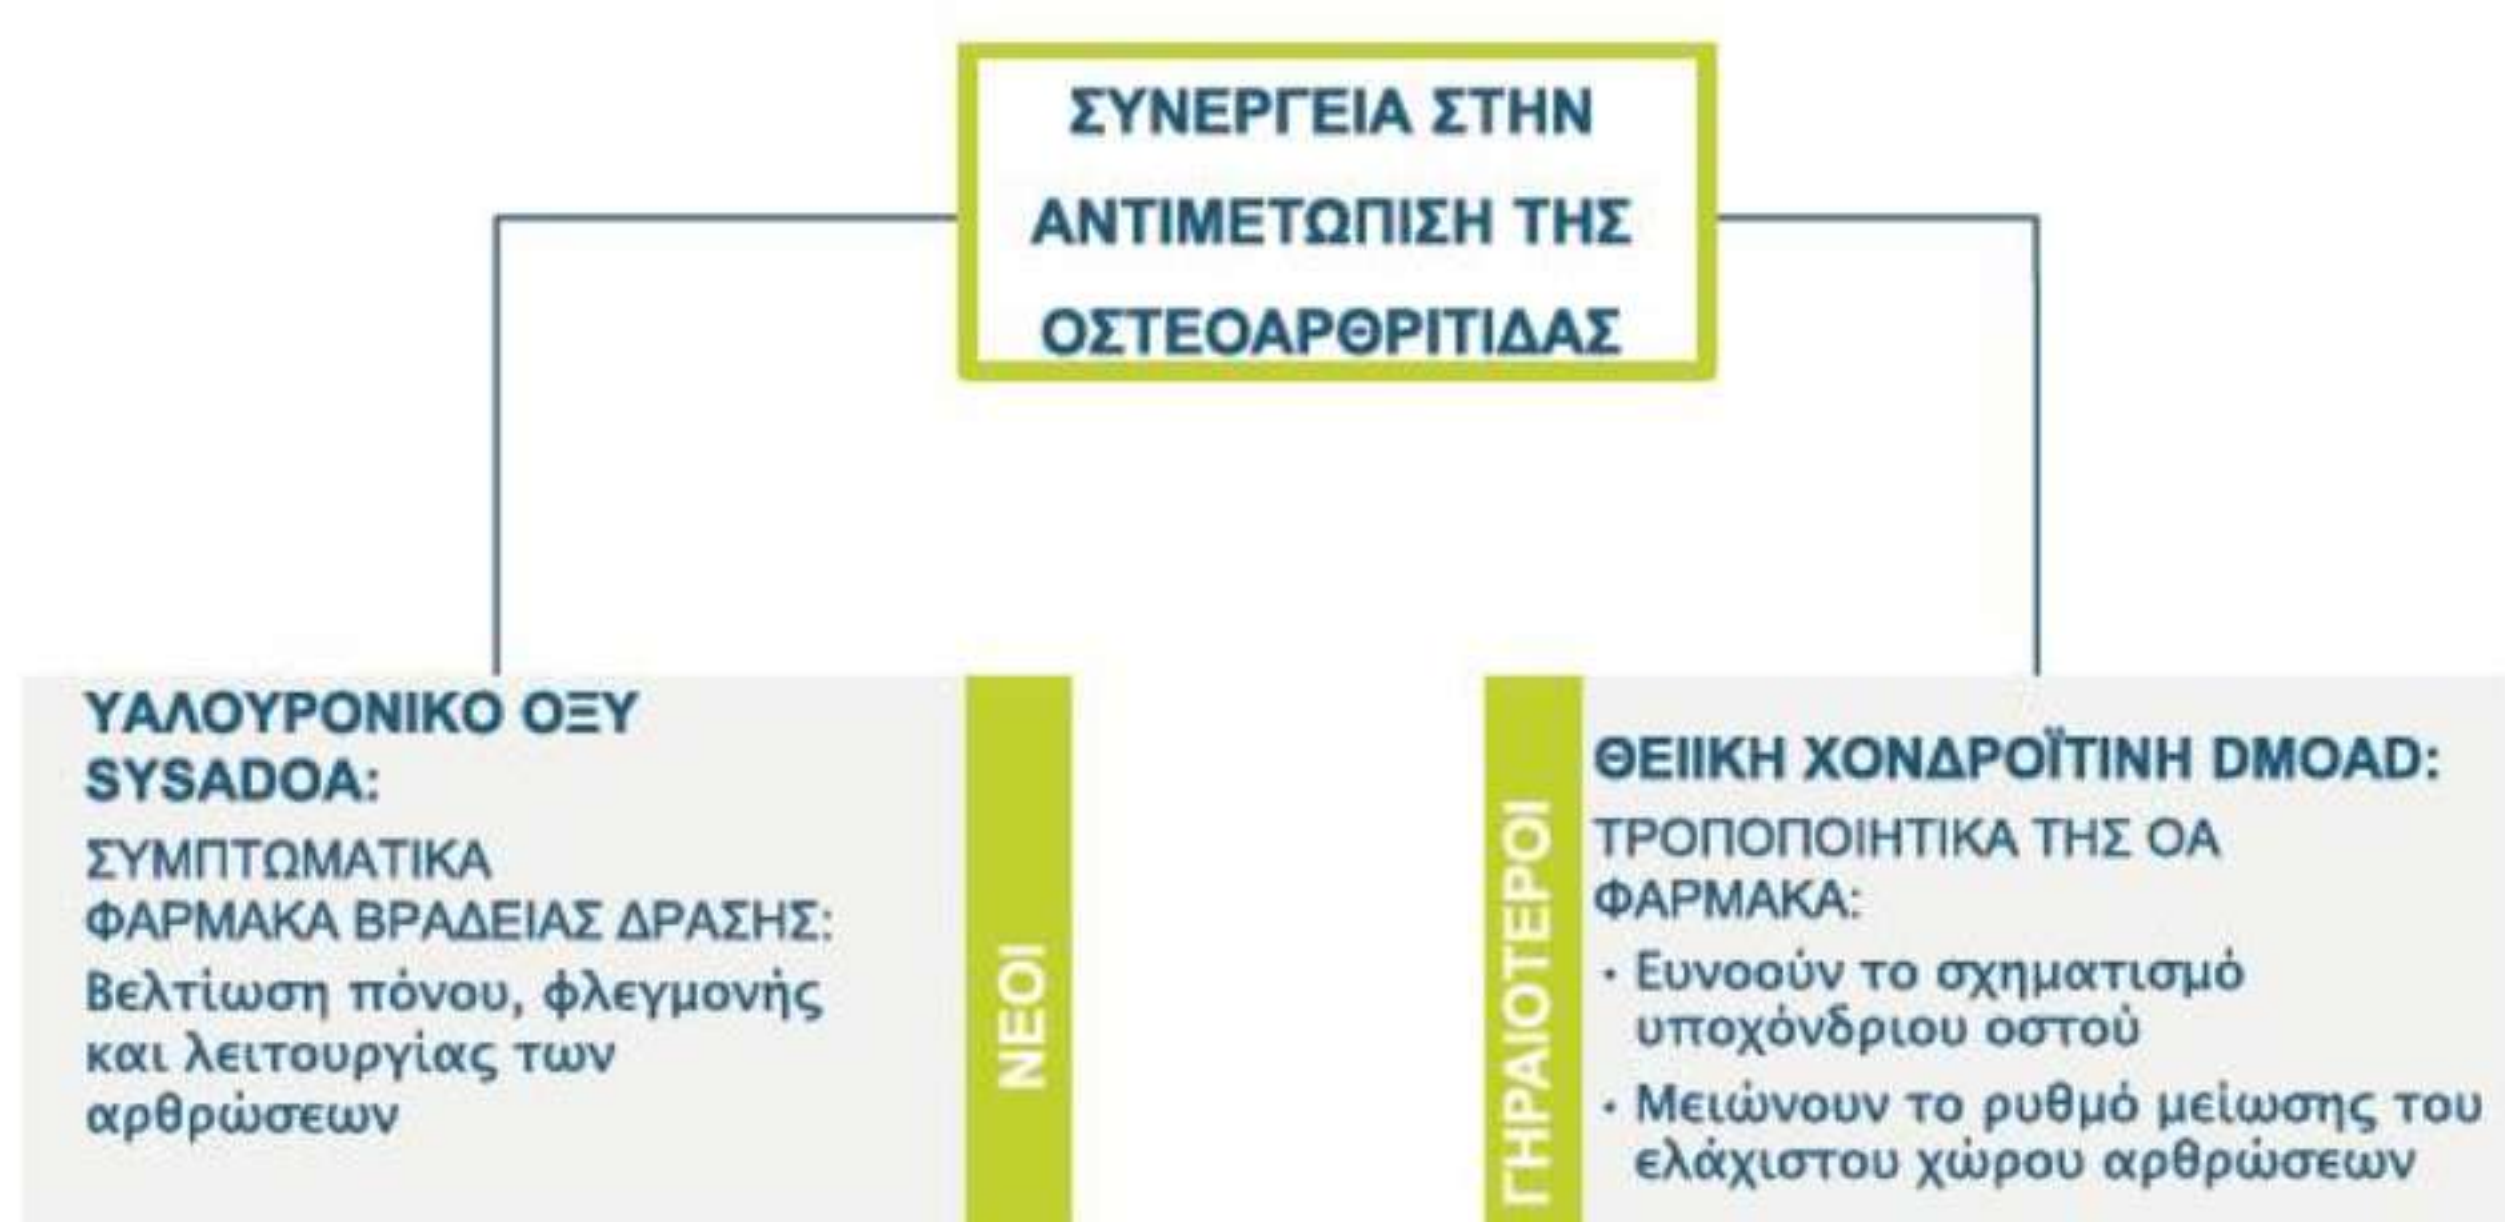 ΣΥΝΕΡΓΕΙΑ ΣΤΗΝ
ΑΝΤΙΜΕΤΩΠΙΣΗ ΤΗΣ
ΟΣΤΕΟΑΡΘΡΙΤΙΔΑΣ
ΥΑΛΟΥΡΟΝΙΚΟ ΟΞΥ
SYSADOA:
ΣΥΜΠΤΩΜΑΤΙΚΑ
ΦΑΡΜΑΚΑ ΒΡΑΔΕΙΑΣ ΔΡΑΣΗΣ:
Βελτίωση πόνου, φλεγμονής
και λειτουργίας των
αρθρώσεων
ΝΕΟΙ
ΓΗΡΑΙΟΤΕΡΟΙ
ΘΕΙΙΚΗ ΧΟΝΔΡΟΪΤΙΝΗ DMOAD:
ΤΡΟΠΟΠΟΙΗΤΙΚΑ ΤΗΣ ΟΑ
ΦΑΡΜΑΚΑ:
· Ευνοούν το σχηματισμό
υποχόνδριου οστού
· Μειώνουν το ρυθμό μείωσης του
ελάχιστου χώρου αρθρώσεων